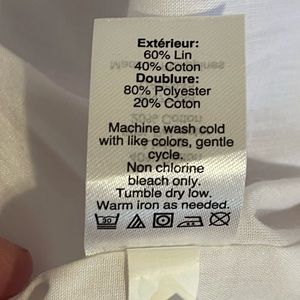 Extérieur:
60% Lin
40% Coton
Doublure:
80% Polyester
20% Coton
Machine wash cold
with like colors, gentle
cycle.
Non chlorine
bleach only.
Tumble dry low.
Warm iron as needed.
30